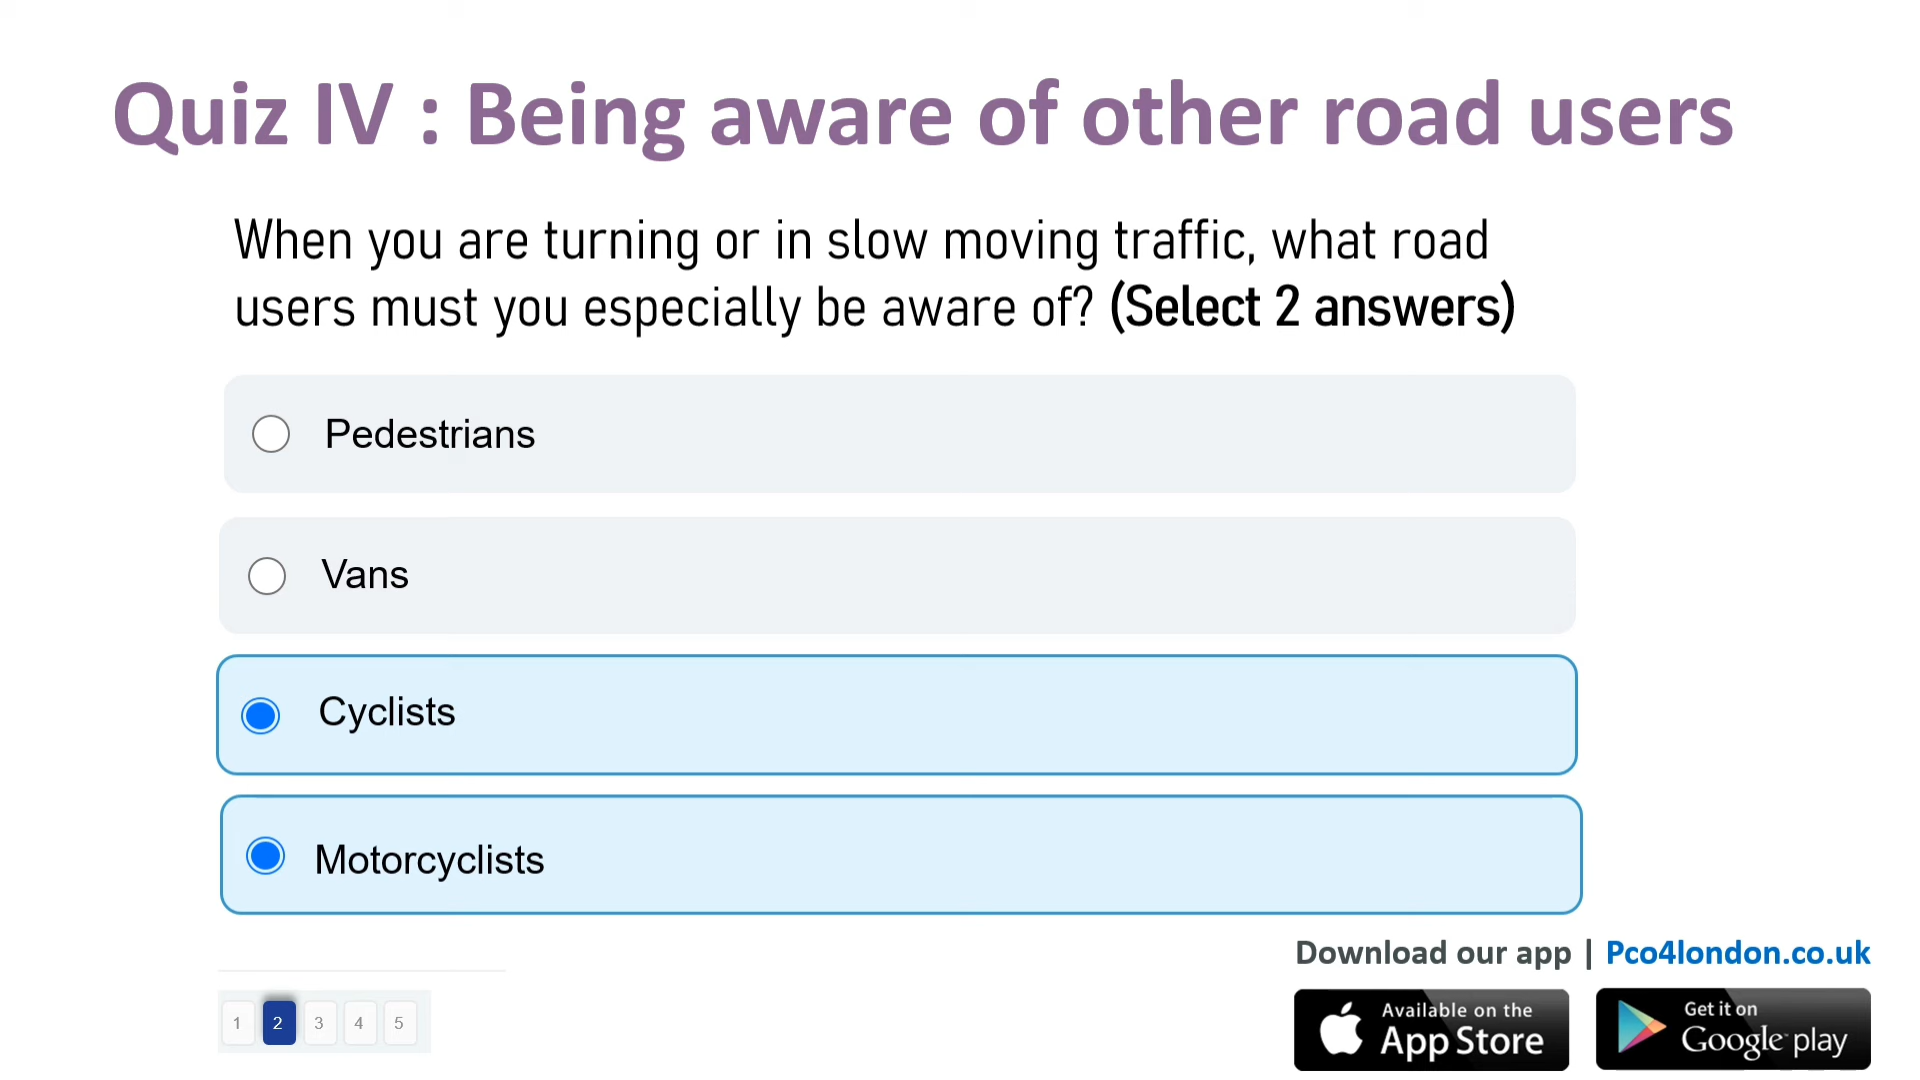 Quiz IV : Being aware of other road users
When you are turning or in slow moving traffic, what road
users must you especially be aware of? (Select 2 answers)
Pedestrians
Vans
Cyclists
Motorcyclists
Download our app | Pco4london.co.uk
1 2 3 4 5
Available on the
App Store
Get it on
Google play